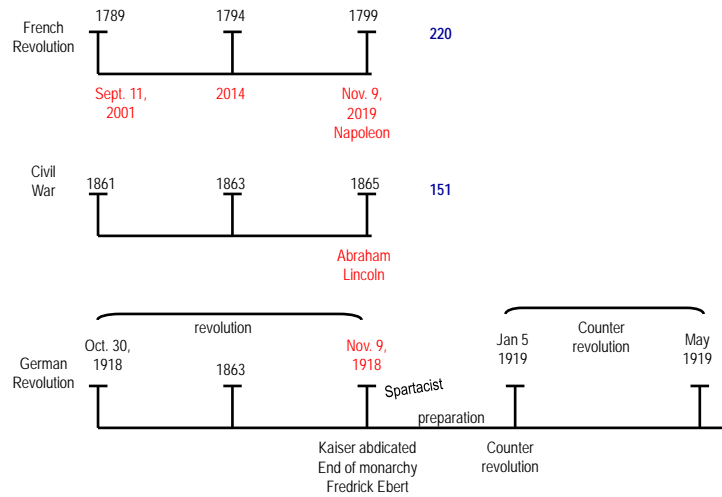 French
Revolution
1789
1794
1799
220
Sept. 11,
2001
2014
Nov. 9,
2019
Napoleon
Civil
War
1861
1863
1865
151
Abraham
Lincoln
revolution
Counter
revolution
German
Revolution
Oct. 30,
1918
1863
Nov. 9,
1918
Spartacist
preparation
Jan 5
1919
May
1919
Kaiser abdicated
End of monarchy
Fredrick Ebert
Counter
revolution